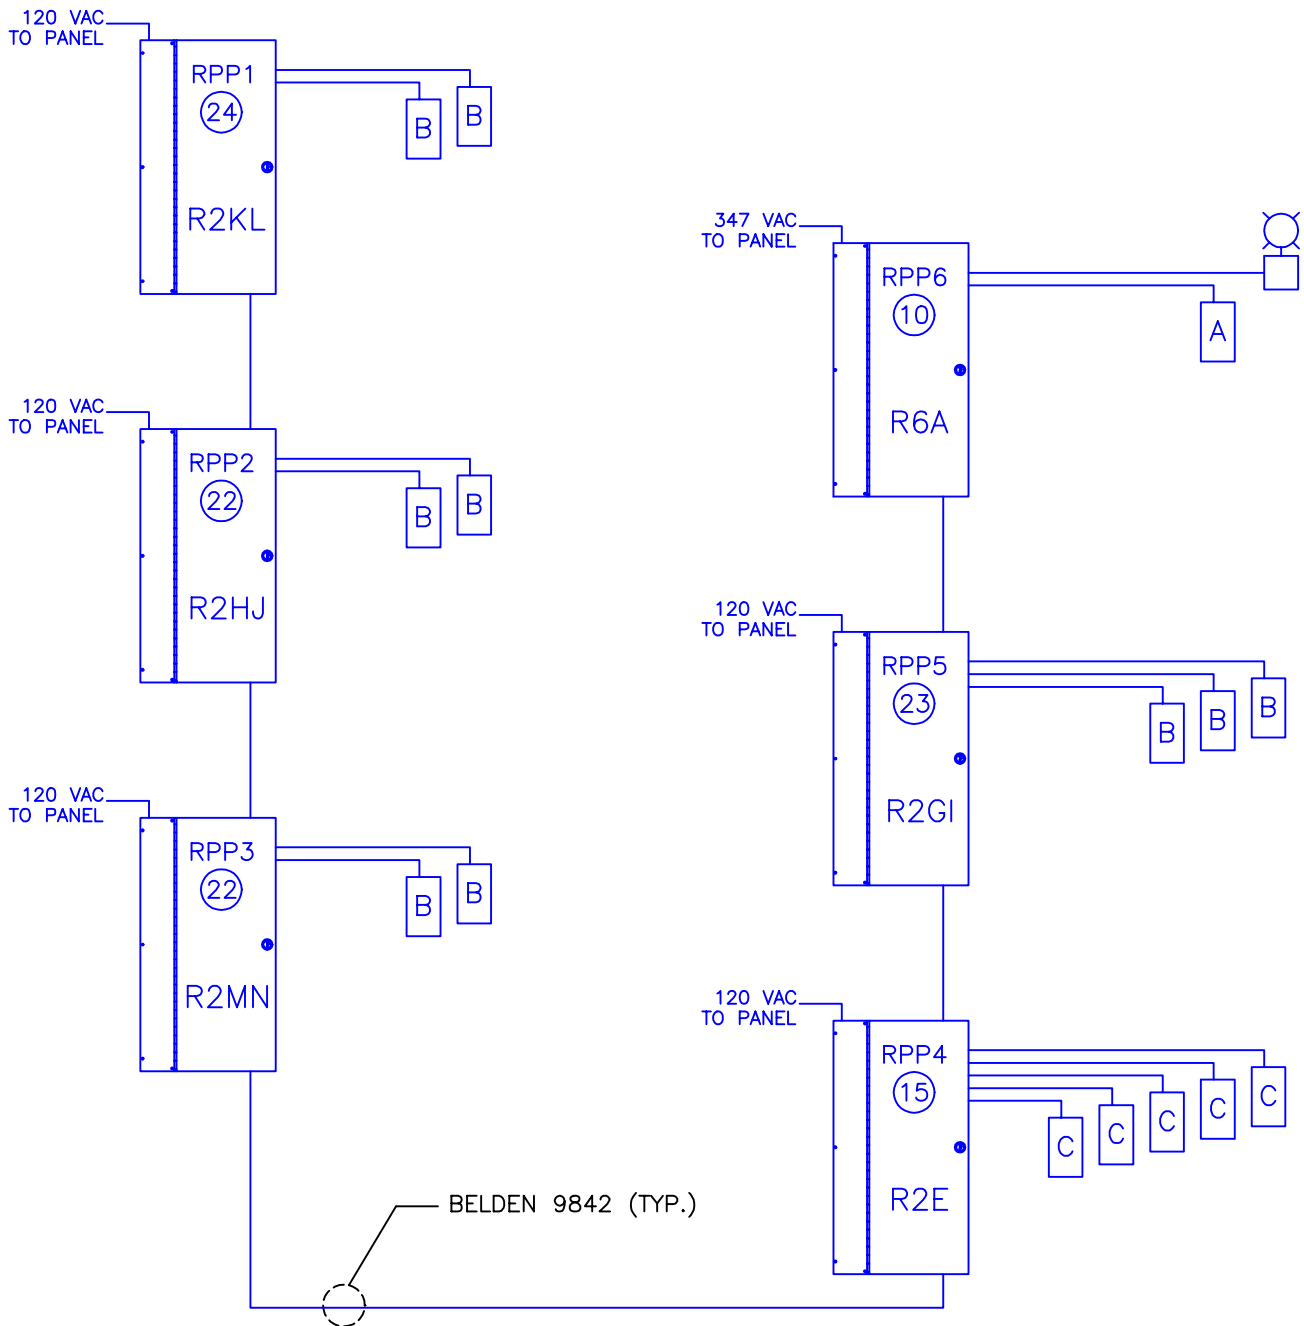 120 VAC
TO PANEL
RPP1
24
R2KL
B
B
120 VAC
TO PANEL
RPP2
22
R2HJ
B
B
120 VAC
TO PANEL
RPP3
22
R2MN
B
B
BELDEN 9842 (TYP.)
347 VAC
TO PANEL
RPP6
10
R6A
A
120 VAC
TO PANEL
RPP5
23
R2GI
B
B
B
120 VAC
TO PANEL
RPP4
15
R2E
C
C
C
C
C